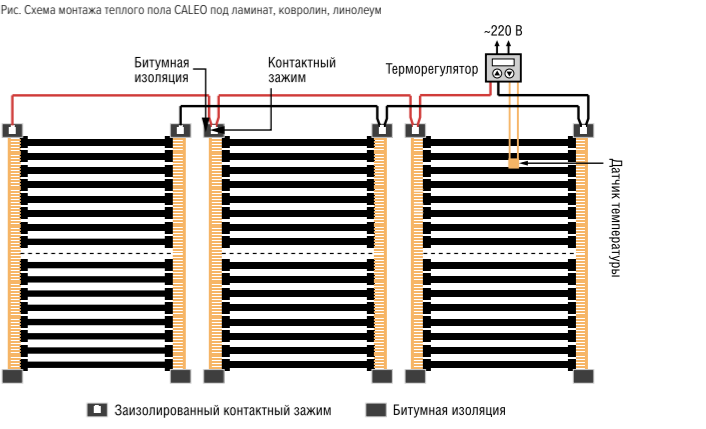 Рис. Схема монтажа теплого пола CALEO под ламинат, ковролин, линолеум
~220 В
Битумная
изоляция
Контактный
зажим
Терморегулятор
Датчик температуры
Заизолированный контактный зажим
Битумная изоляция